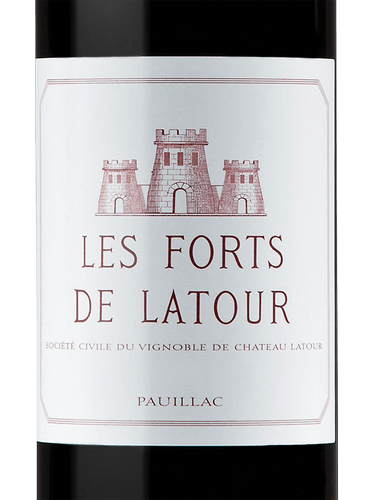 LES FORTS
DE LATOUR
SOCIÉTÉ CIVILE DU VIGNOBLE DE CHATEAU LATOUR
PAUILLAC